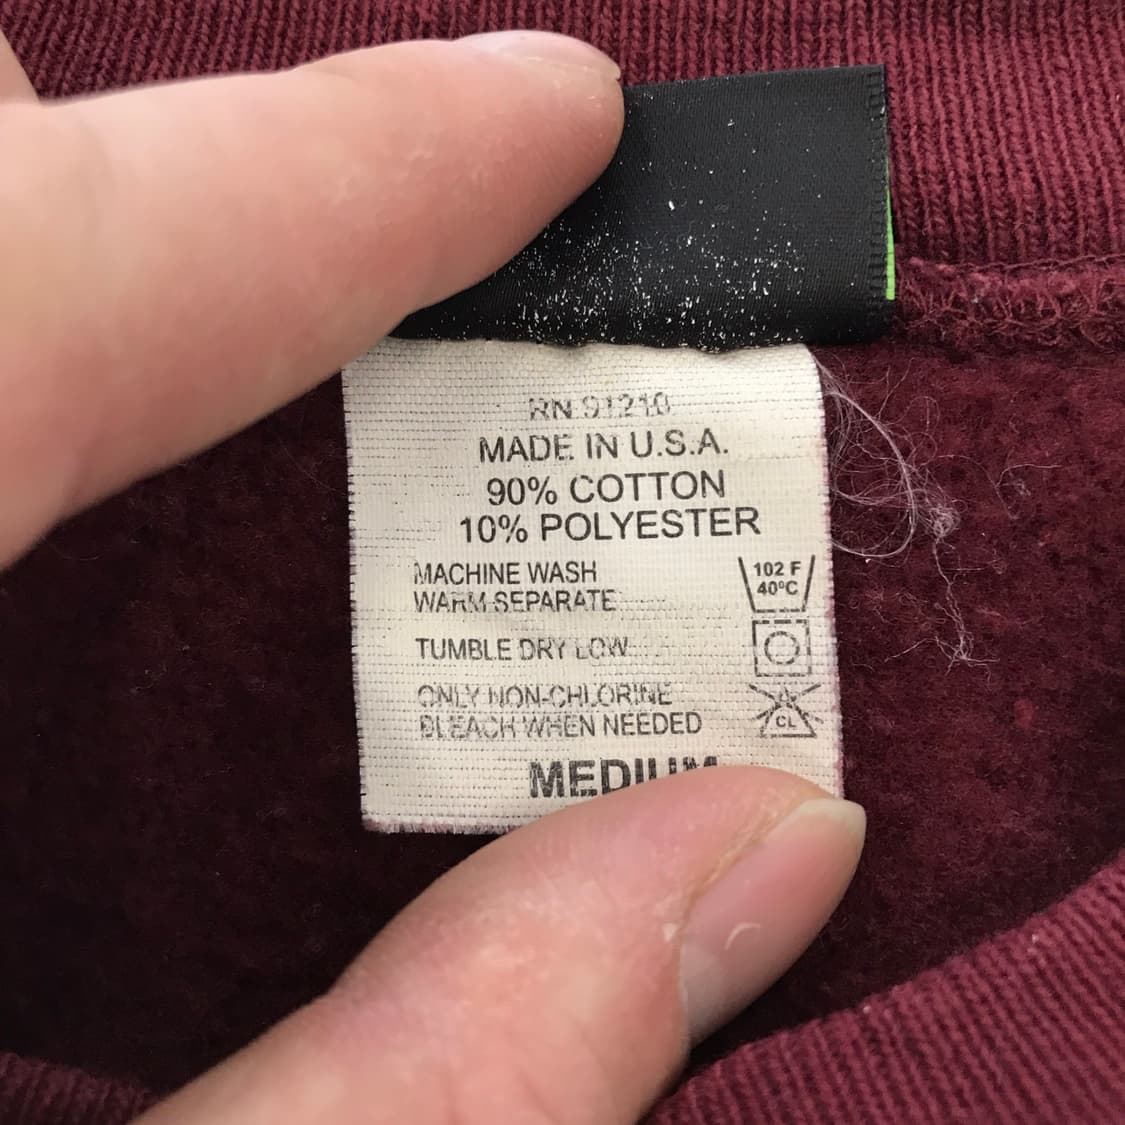 RN 91210
MADE IN U.S.A.
90% COTTON
10% POLYESTER
MACHINE WASH
WARM SEPARATE
102 F
40°C
TUMBLE DRY LOW
ONLY NON-CHLORINE
BLEACH WHEN NEEDED
CL
MEDIUM